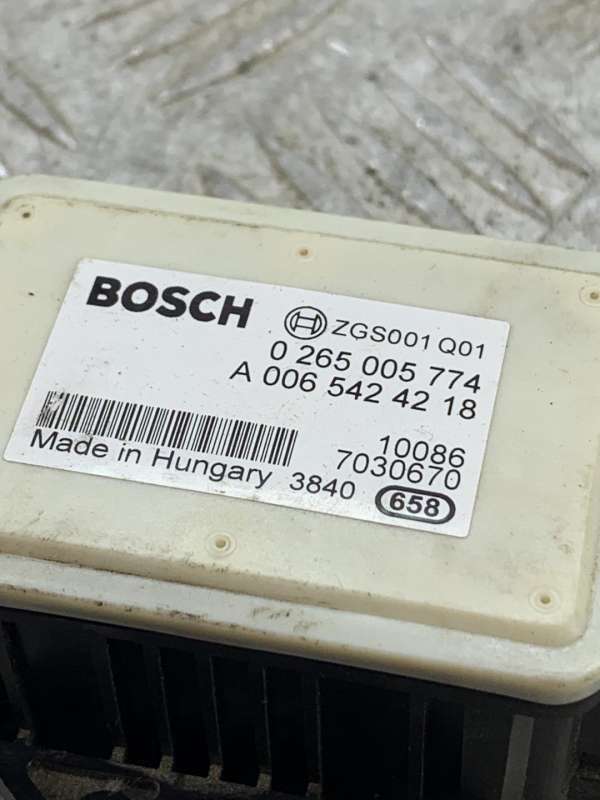 BOSCH
ZGS001 Q01
0 265 005 774
A 006 542 42 18
10086
7030670
Made in Hungary 3840 658